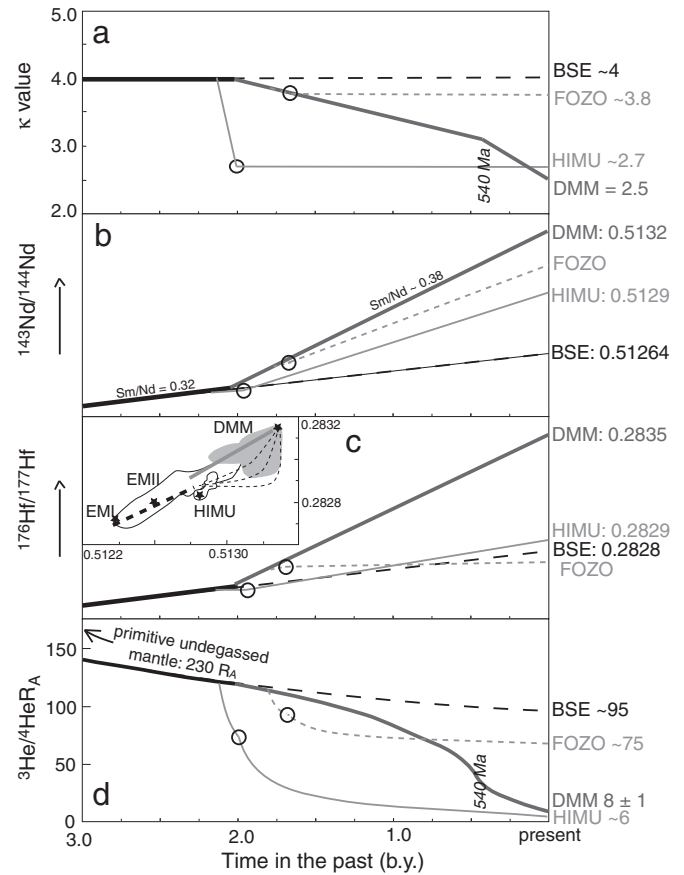 5.0
a
4.0
3.0
2.0
κ value
BSE ~4
FOZO ~3.8
HIMU ~2.7
DMM = 2.5
540 Ma
b
143Nd/144Nd
Sm/Nd = 0.32
Sm/Nd ~ 0.38
DMM: 0.5132
FOZO
HIMU: 0.5129
BSE: 0.51264
c
176Hf/177Hf
DMM
EMII
EMI
HIMU
0.2832
0.2828
0.5122
0.5130
DMM: 0.2835
HIMU: 0.2829
BSE: 0.2828
FOZO
150
100
50
0
3He/4HeRA
primitive undegassed
mantle: 230 RA
d
540 Ma
BSE ~95
FOZO ~75
DMM 8 ± 1
HIMU ~6
3.0
2.0
1.0
present
Time in the past (b.y.)